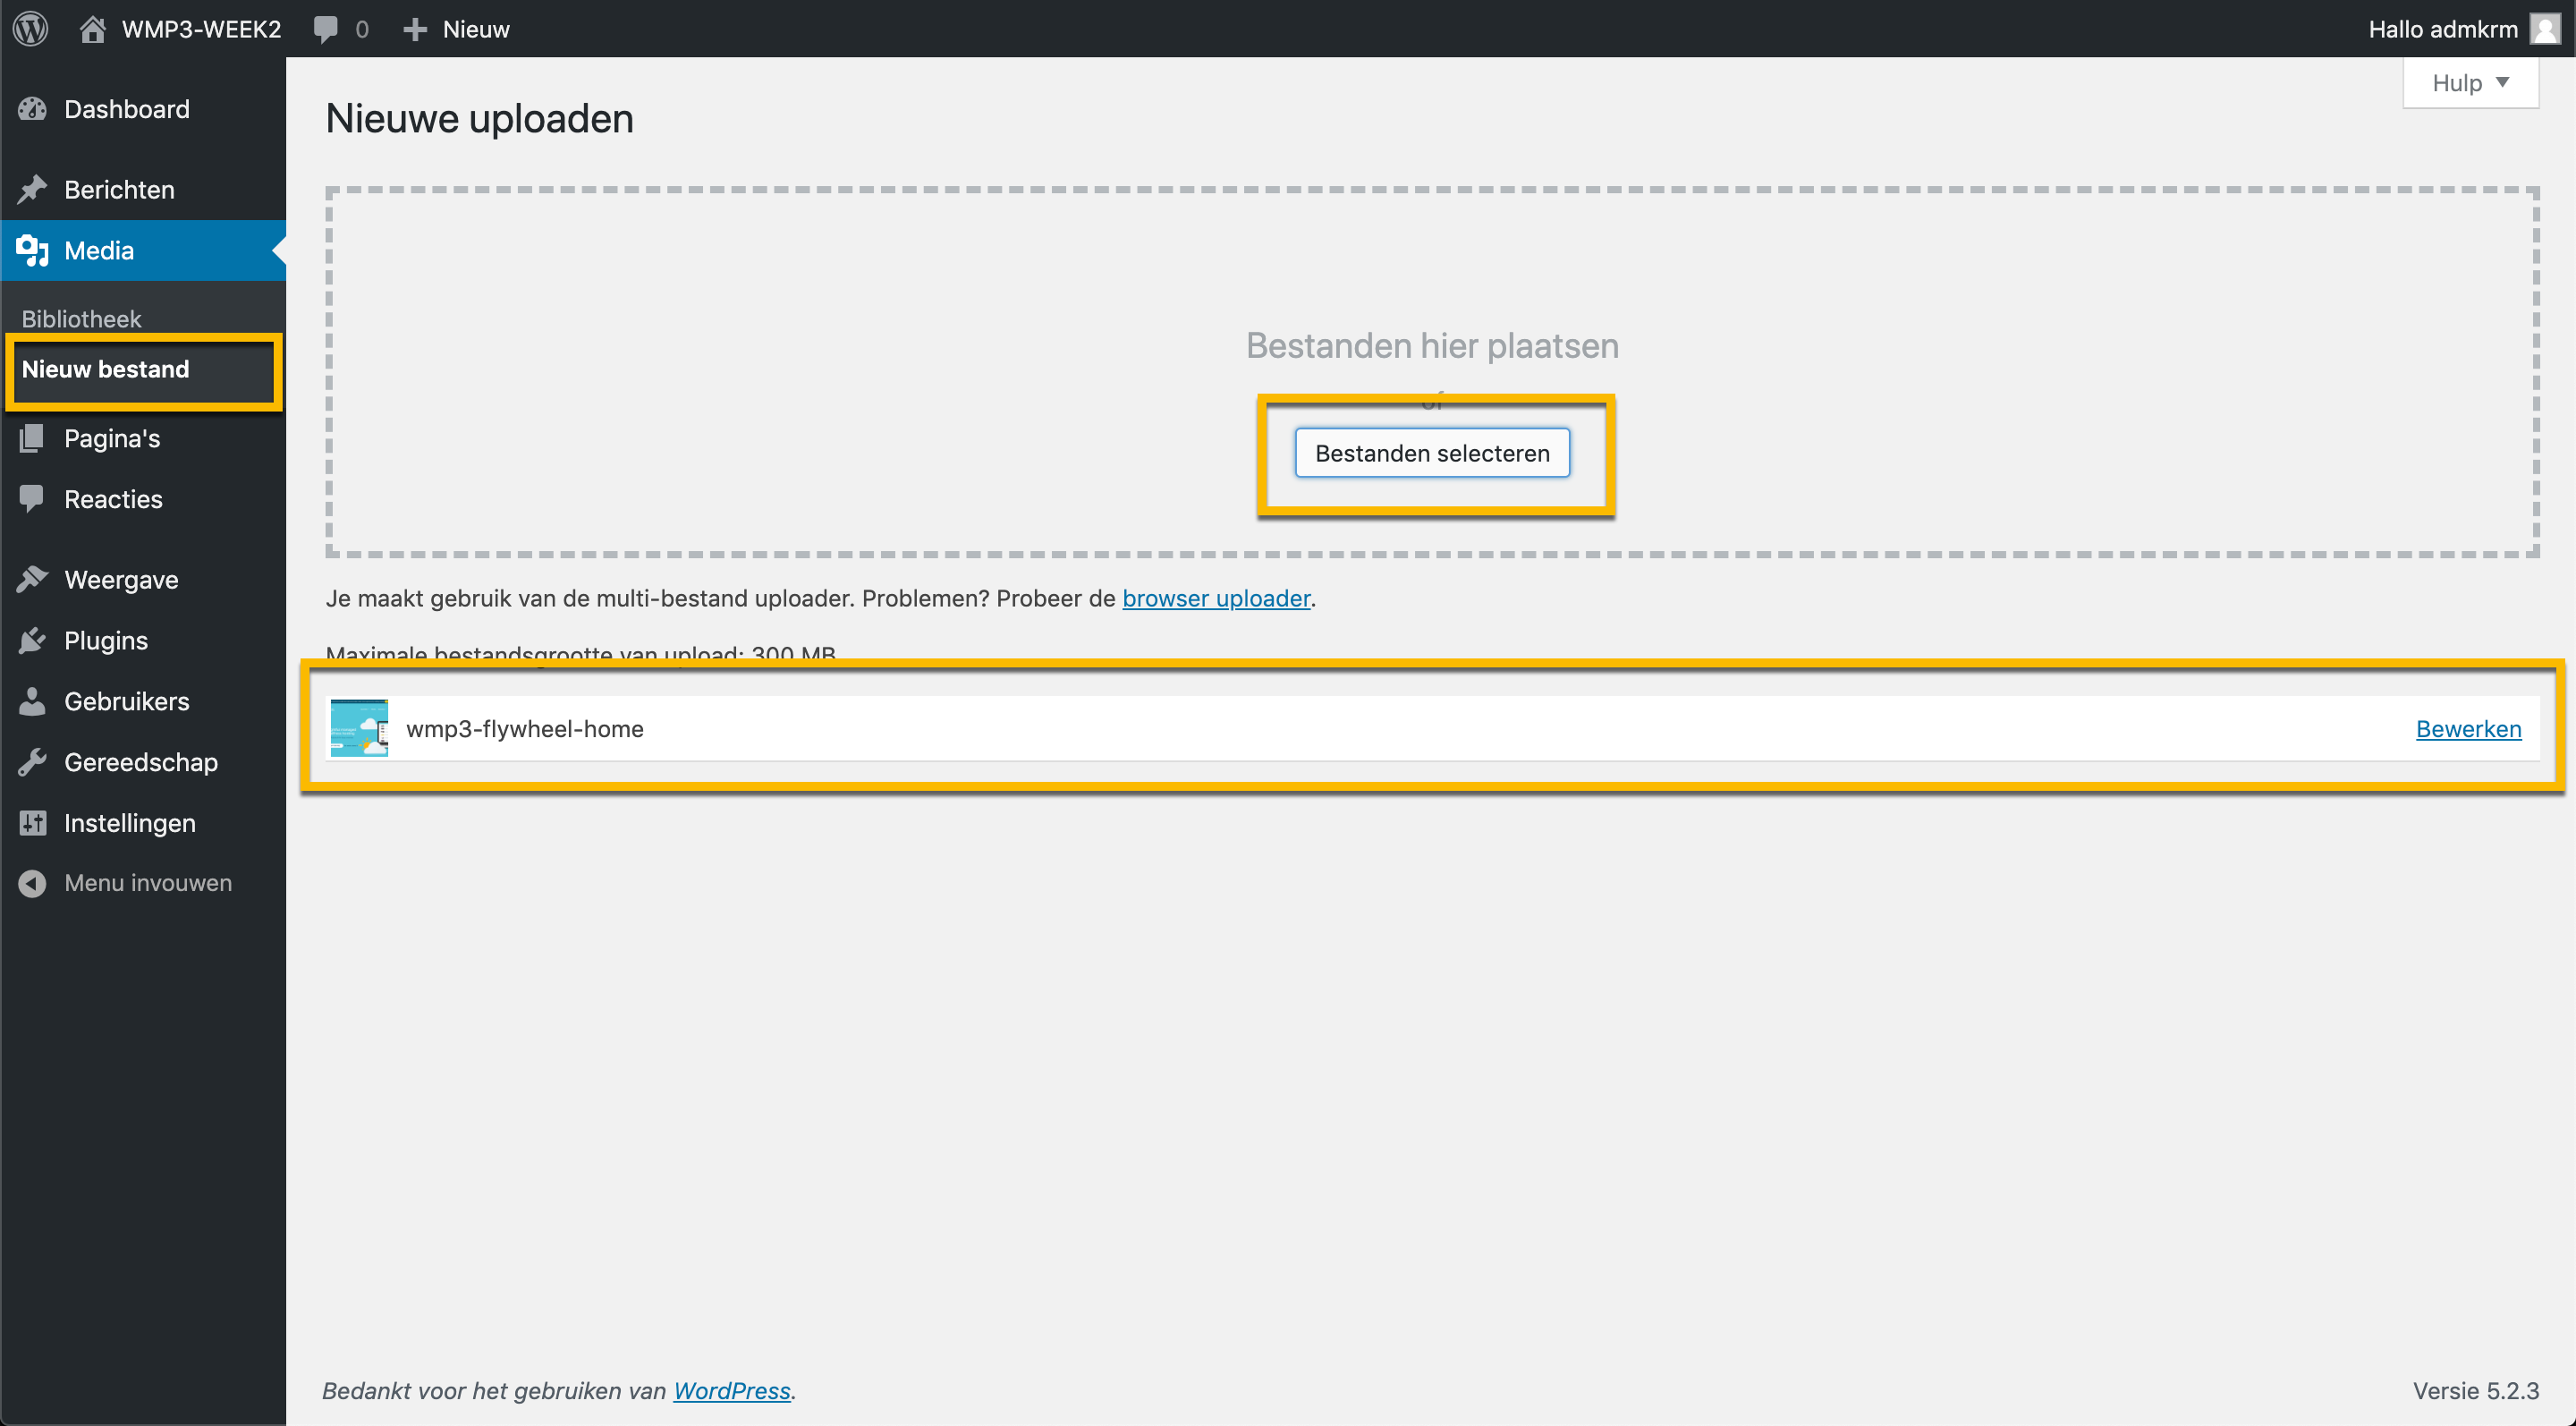 WMP3-WEEK2 0 Nieuw Hallo admkrm
Hulp
Dashboard
Berichten
Media
Bibliotheek
Nieuw bestand
Pagina's
Reacties
Weergave
Plugins
Gebruikers
Gereedschap
Instellingen
Menu invouwen
Nieuwe uploaden
Bestanden hier plaatsen
of
Bestanden selecteren
Je maakt gebruik van de multi-bestand uploader. Problemen? Probeer de browser uploader.
Maximale bestandsgrootte van upload: 300 MB
wmp3-flywheel-home Bewerken
Bedankt voor het gebruiken van WordPress. Versie 5.2.3